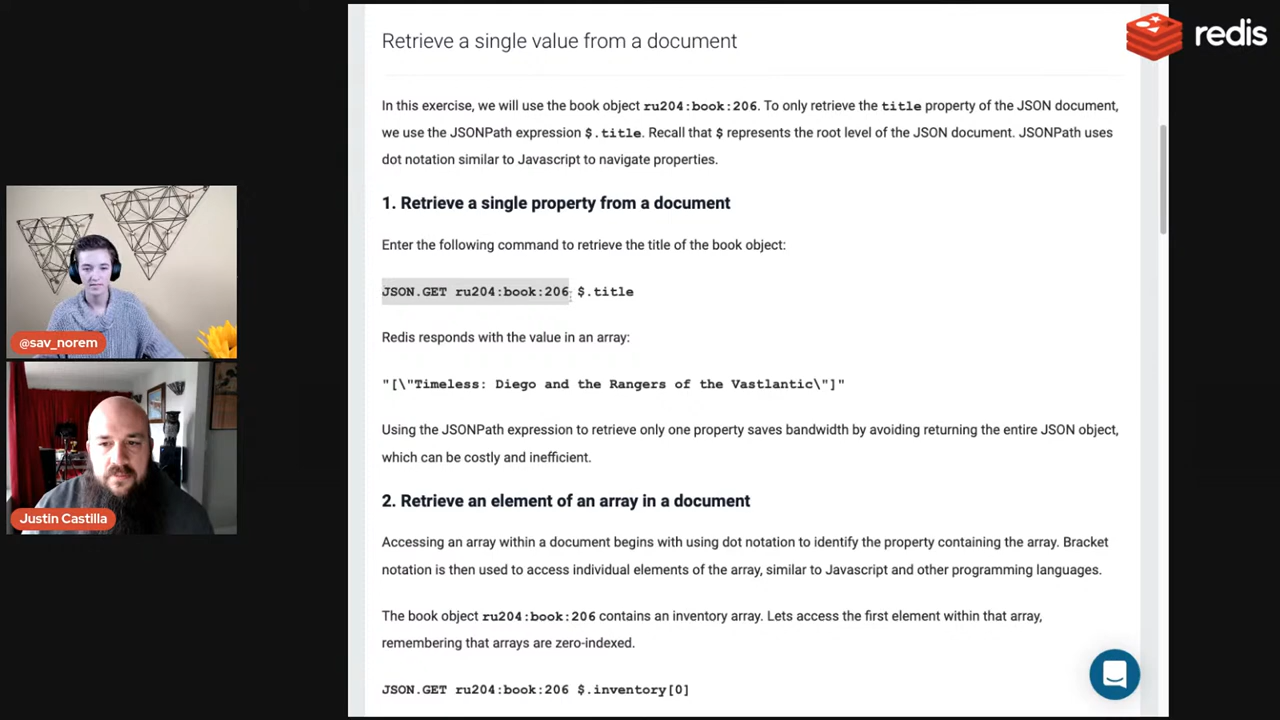 Retrieve a single value from a document
redis
In this exercise, we will use the book object ru204:book:206. To only retrieve the title property of the JSON document,
we use the JSONPath expression $.title. Recall that $ represents the root level of the JSON document. JSONPath uses
dot notation similar to Javascript to navigate properties.
1. Retrieve a single property from a document
Enter the following command to retrieve the title of the book object:
JSON.GET ru204:book:206 $.title
Redis responds with the value in an array:
@sav_norem
"[\"Timeless: Diego and the Rangers of the Vastlantic\"]"
Using the JSONPath expression to retrieve only one property saves bandwidth by avoiding returning the entire JSON object,
which can be costly and inefficient.
2. Retrieve an element of an array in a document
Justin Castilla
Accessing an array within a document begins with using dot notation to identify the property containing the array. Bracket
notation is then used to access individual elements of the array, similar to Javascript and other programming languages.
The book object ru204:book:206 contains an inventory array. Lets access the first element within that array,
remembering that arrays are zero-indexed.
JSON.GET ru204:book:206 $.inventory[0]